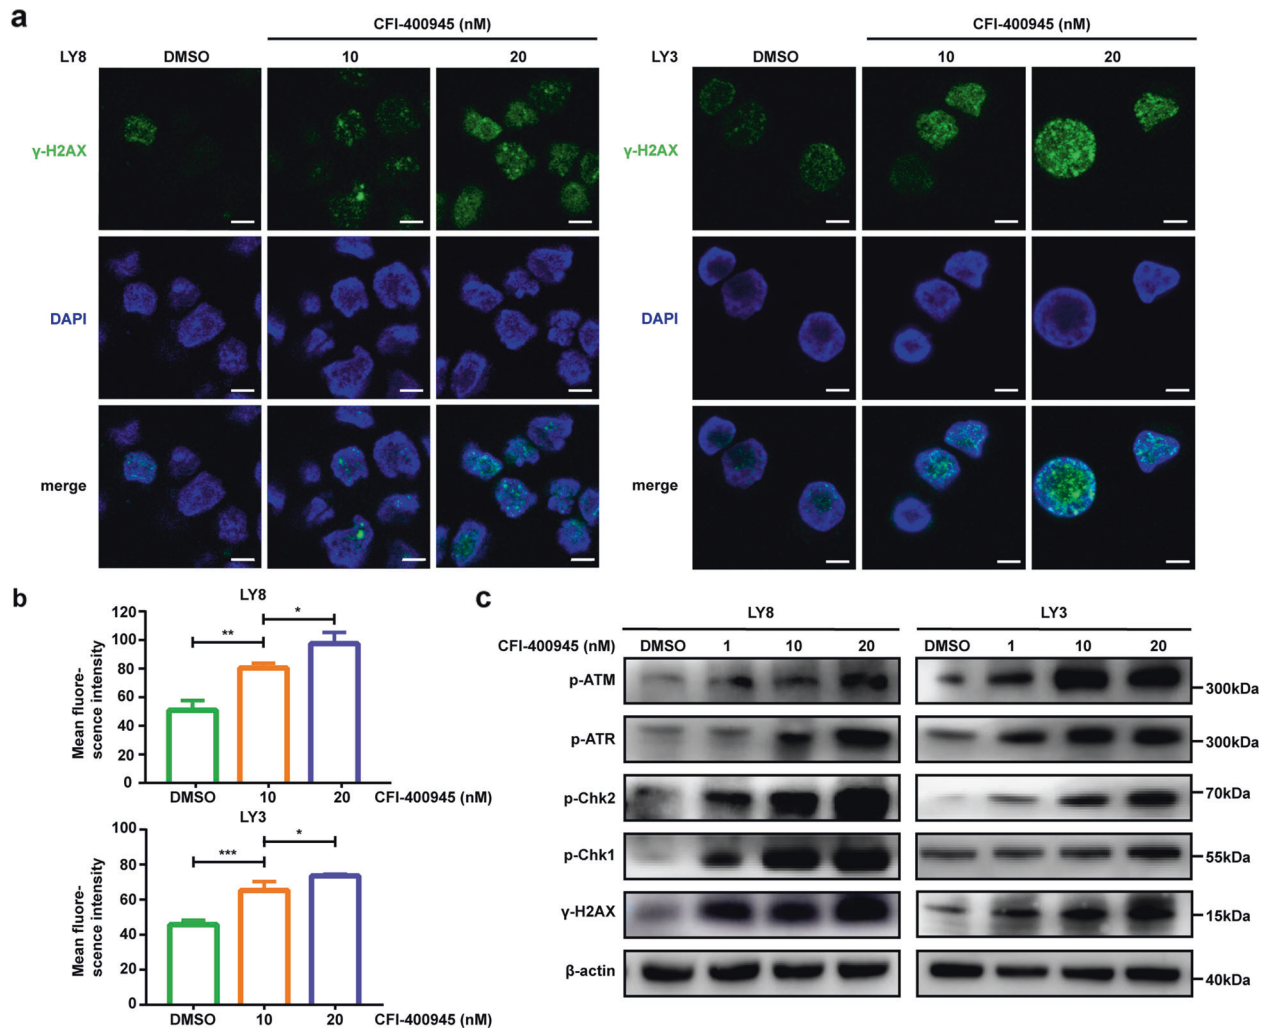 a
CFI-400945 (nM)
LY8 DMSO 10 20
γ-H2AX
DAPI
merge
CFI-400945 (nM)
LY3 DMSO 10 20
γ-H2AX
DAPI
merge
b
LY8
Mean fluore-
scence intensity
120
100
80
60
40
20
0
** *
DMSO 10 20 CFI-400945 (nM)
LY3
Mean fluore-
scence intensity
100
80
60
40
20
0
*** *
DMSO 10 20 CFI-400945 (nM)
c
LY8 LY3
CFI-400945 (nM) DMSO 1 10 20 DMSO 1 10 20
p-ATM 300kDa
p-ATR 300kDa
p-Chk2 70kDa
p-Chk1 55kDa
γ-H2AX 15kDa
β-actin 40kDa